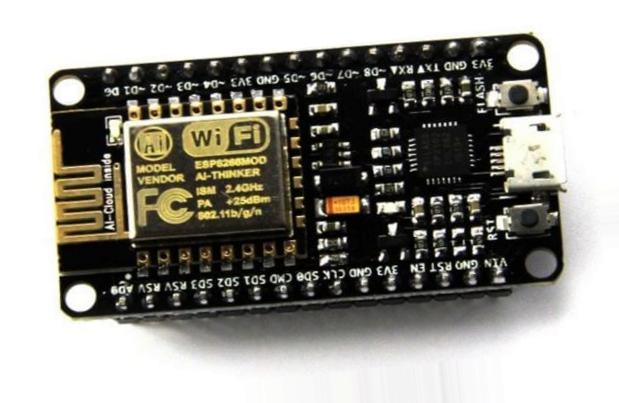 D0 ~D1 ~D2 ~D3 ~D4 3V3 GND ~D5 ~D6 ~D7 ~D8 RX TX GND 3V3
FLASH
Ai-Cloud inside
Ai
Wi Fi
MODEL ESP8266MOD
VENDOR AI-THINKER
FC
ISM 2.4GHz
PA +25dBm
802.11b/g/n
RST
RSV RSV SD3 SD2 SD1 CMD SD0 CLK GND 3V3 EN RST GND VIN